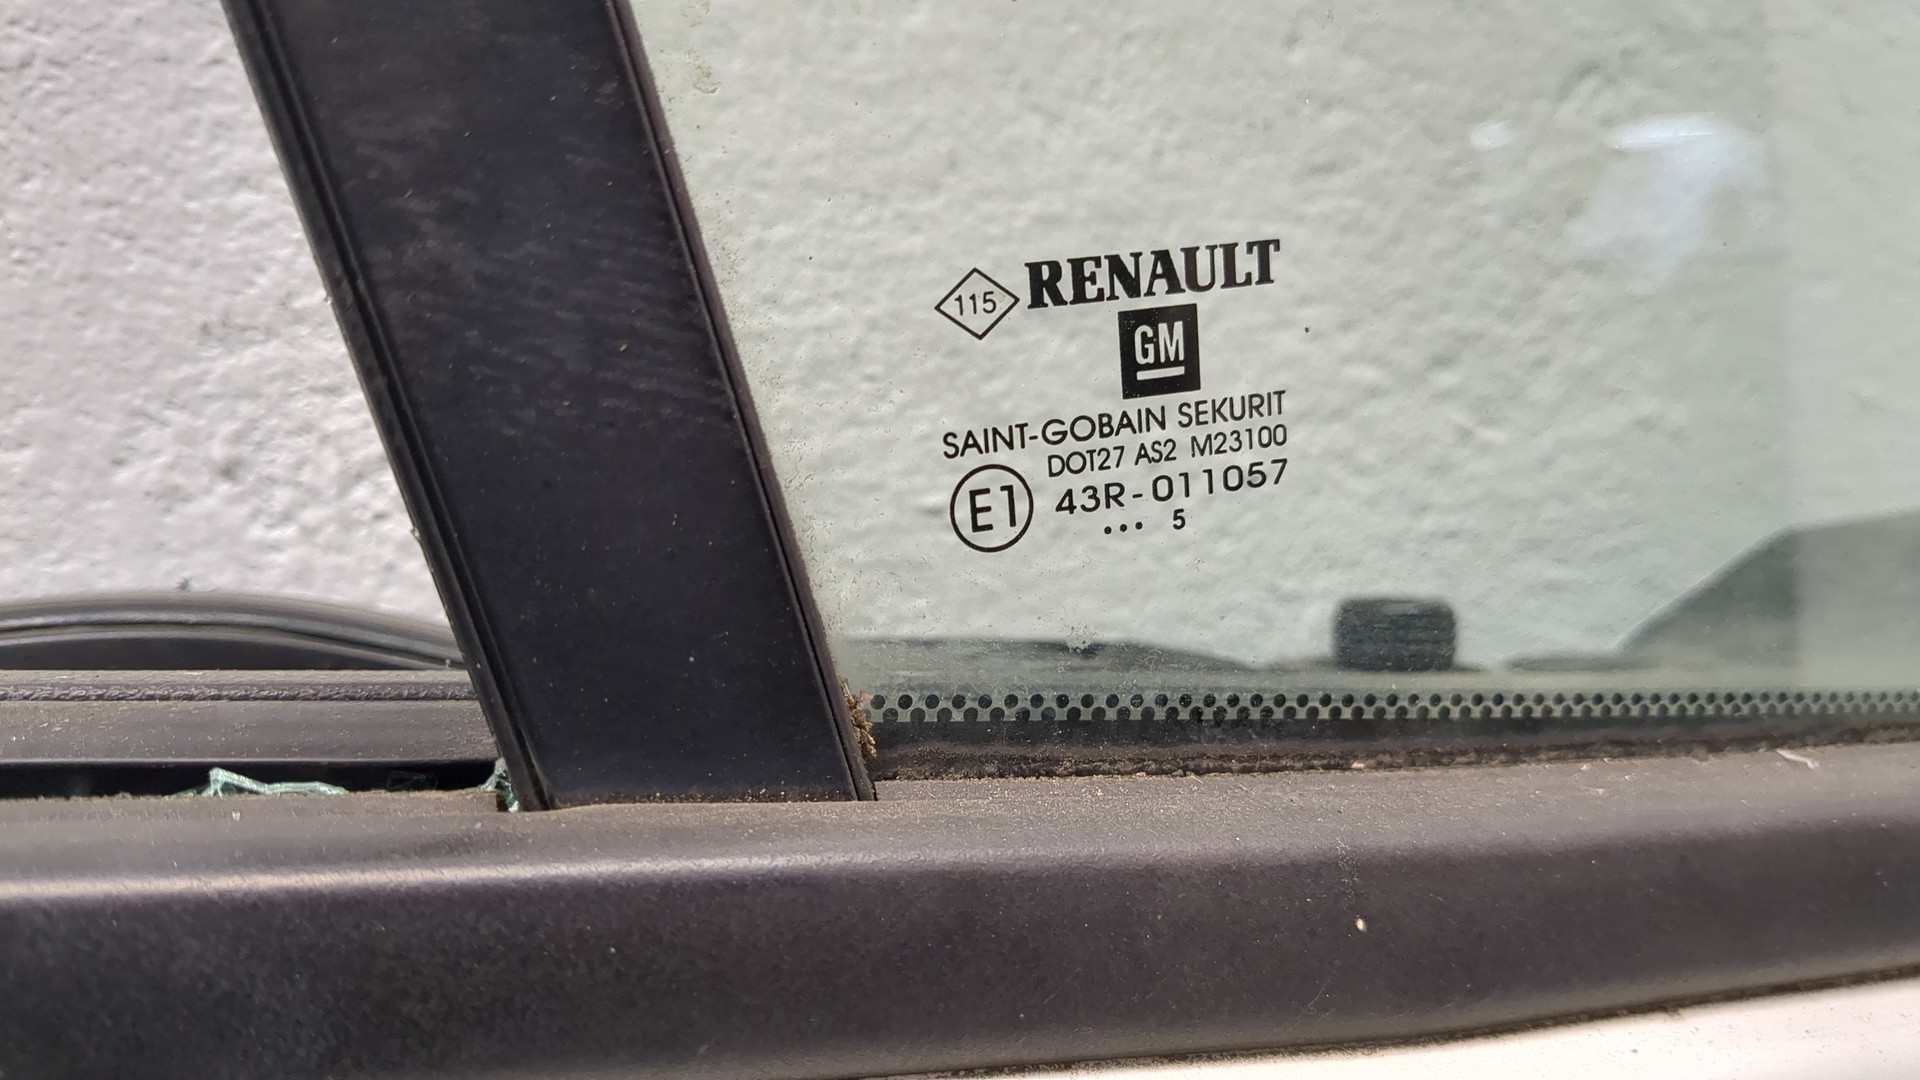 115 RENAULT
GM
SAINT-GOBAIN SEKURIT
DOT27 AS2 M23100
E1 43R-011057
... 5